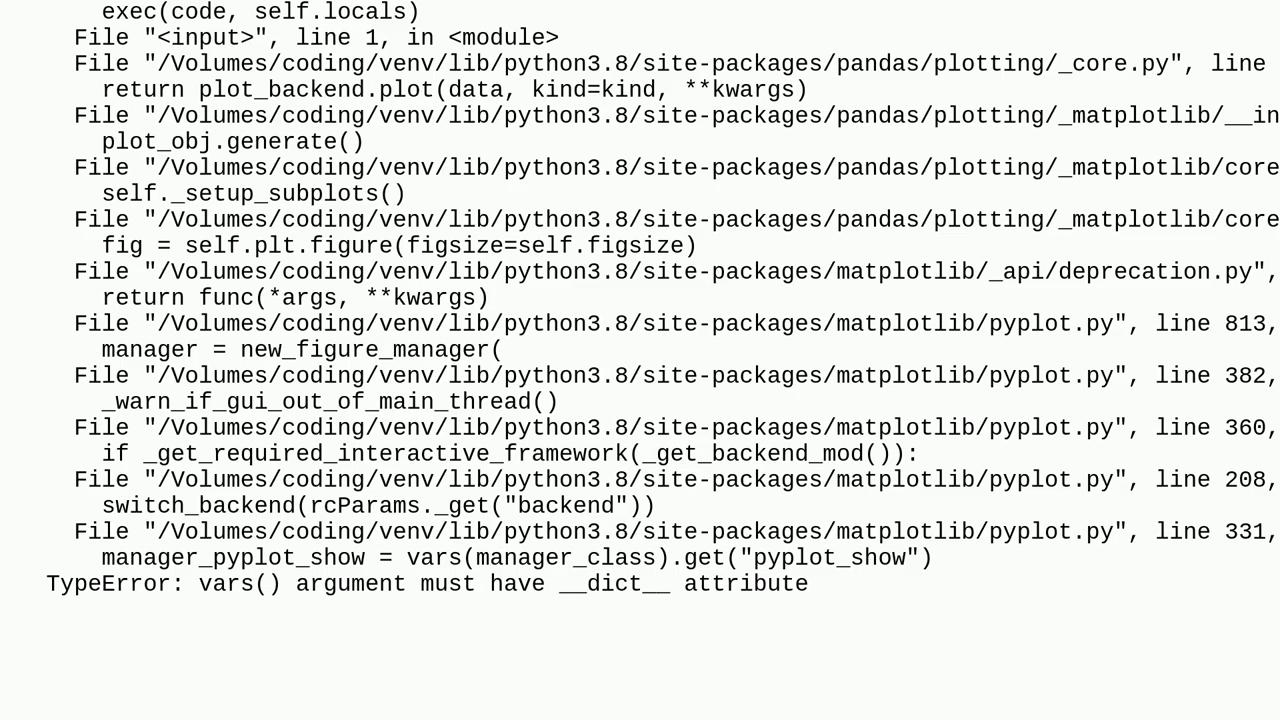 exec(code, self.locals)
File "<input>", line 1, in <module>
File "/Volumes/coding/venv/lib/python3.8/site-packages/pandas/plotting/_core.py", line
return plot_backend.plot(data, kind=kind, **kwargs)
File "/Volumes/coding/venv/lib/python3.8/site-packages/pandas/plotting/_matplotlib/__in
plot_obj.generate()
File "/Volumes/coding/venv/lib/python3.8/site-packages/pandas/plotting/_matplotlib/core
self._setup_subplots()
File "/Volumes/coding/venv/lib/python3.8/site-packages/pandas/plotting/_matplotlib/core
fig = self.plt.figure(figsize=self.figsize)
File "/Volumes/coding/venv/lib/python3.8/site-packages/matplotlib/_api/deprecation.py",
return func(*args, **kwargs)
File "/Volumes/coding/venv/lib/python3.8/site-packages/matplotlib/pyplot.py", line 813,
manager = new_figure_manager(
File "/Volumes/coding/venv/lib/python3.8/site-packages/matplotlib/pyplot.py", line 382,
_warn_if_gui_out_of_main_thread()
File "/Volumes/coding/venv/lib/python3.8/site-packages/matplotlib/pyplot.py", line 360,
if _get_required_interactive_framework(_get_backend_mod()):
File "/Volumes/coding/venv/lib/python3.8/site-packages/matplotlib/pyplot.py", line 208,
switch_backend(rcParams._get("backend"))
File "/Volumes/coding/venv/lib/python3.8/site-packages/matplotlib/pyplot.py", line 331,
manager_pyplot_show = vars(manager_class).get("pyplot_show")
TypeError: vars() argument must have __dict__ attribute